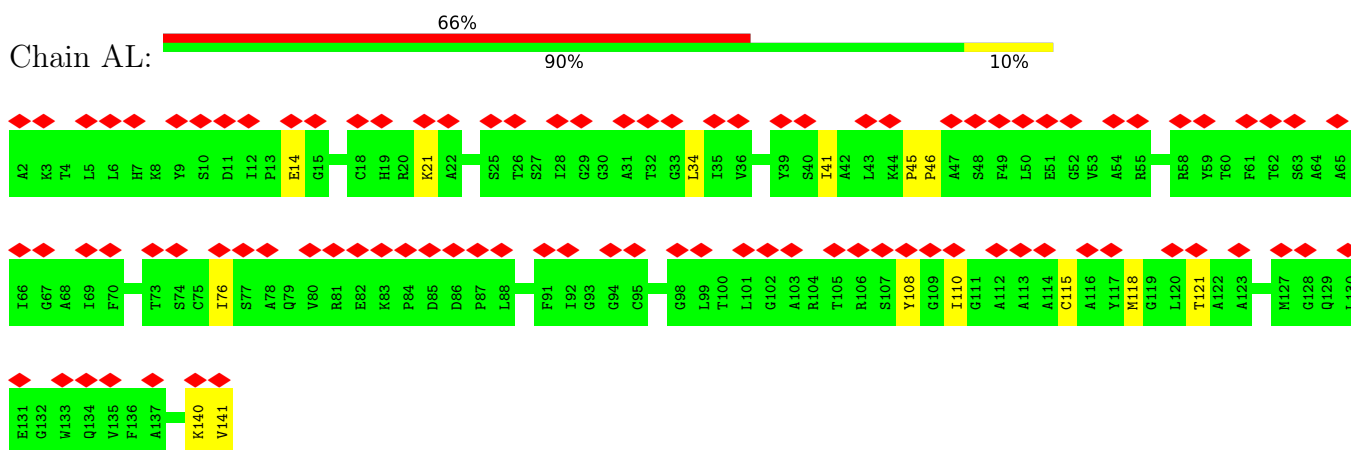 66%
Chain AL:
90% 10%
A2 K3 T4 L5 L6 H7 K8 Y9 S10 D11 I12 P13 E14 G15 C18 H19 R20 K21 A22 S25 T26 S27 I28 G29 G30 A31 T32 G33 L34 I35 V36 Y39 S40 I41 A42 L43 K44 P45 P46 A47 S48 F49 L50 E51 G52 V53 A54 R55 R58 Y59 T60 F61 T62 S63 A64 A65
I66 G67 A68 I69 F70 T73 S74 C75 I76 S77 A78 Q79 V80 R81 E82 K83 P84 D85 D86 P87 L88 F91 I92 G93 G94 C95 G98 L99 T100 L101 G102 A103 R104 T105 R106 S107 Y108 G109 I110 G111 A112 A113 A114 C115 A116 Y117 M118 G119 L120 T121 A122 A123 M127 G128 Q129 L130
E131 G132 W133 Q134 V135 F136 A137 K140 V141